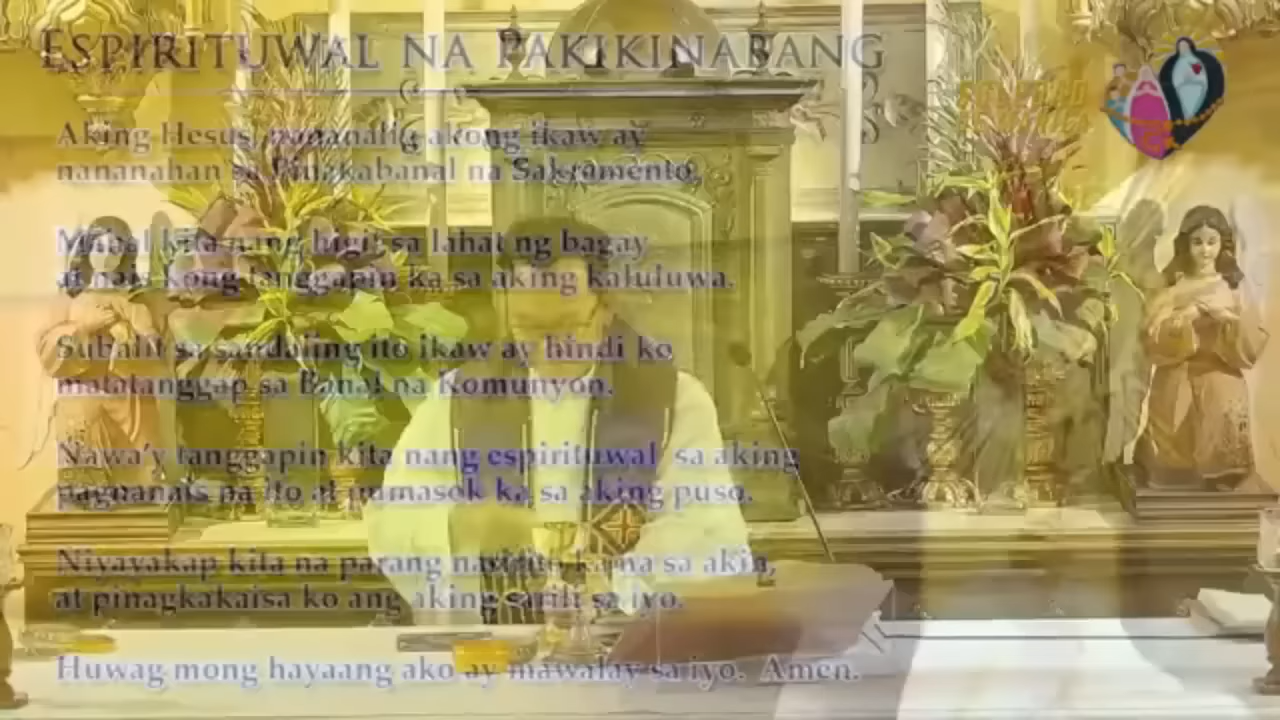 ESPIRITUWAL NA PAKIKINABANG
Aking Hesus, nananalig akong ikaw ay
nananahan sa Pinakabanal na Sakramento.
Mahal kita nang higit sa lahat ng bagay
at nais kong tanggapin ka sa aking kaluluwa.
Subalit sa sandaling ito ikaw ay hindi ko
matatanggap sa Banal na Komunyon.
Nawa'y tanggapin kita nang espirituwal sa aking
pagnanais na ito at pumasok ka sa aking puso.
Niyayakap kita na parang narito ka na sa akin,
at pinagkakaisa ko ang aking sarili sa iyo.
Huwag mong hayaang ako ay mawalay sa iyo. Amen.